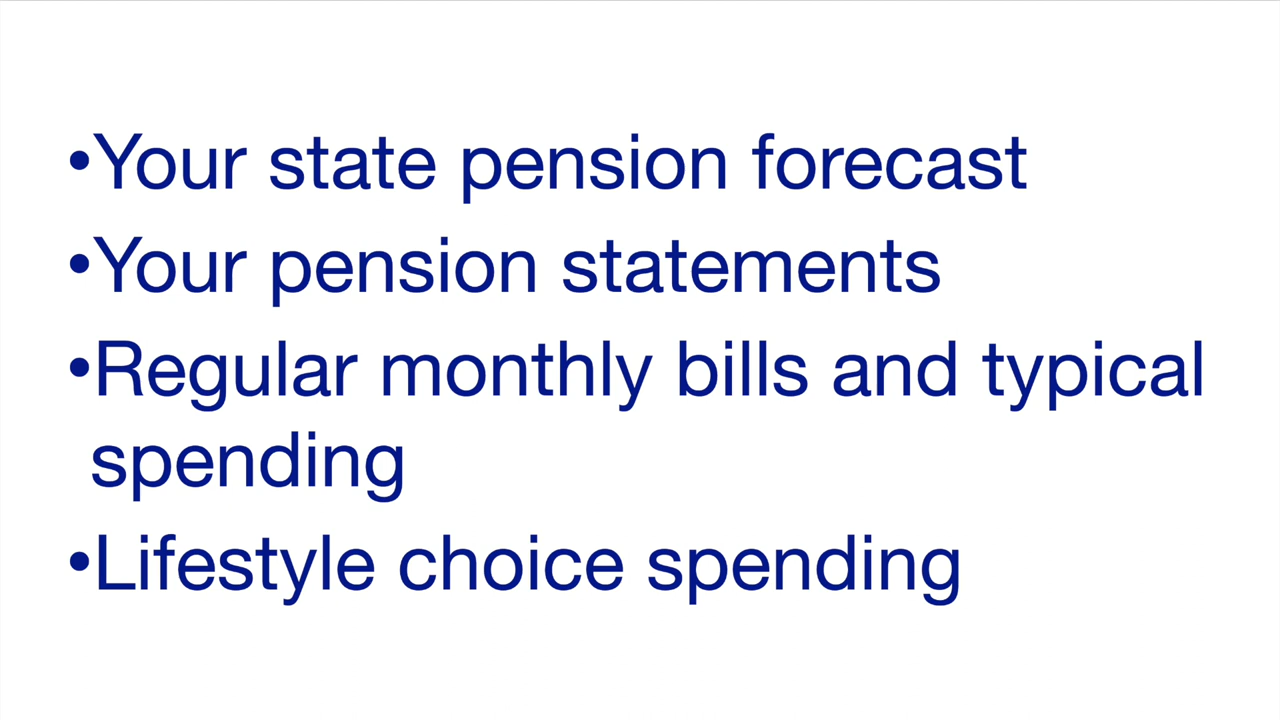 •Your state pension forecast
•Your pension statements
•Regular monthly bills and typical
spending
•Lifestyle choice spending